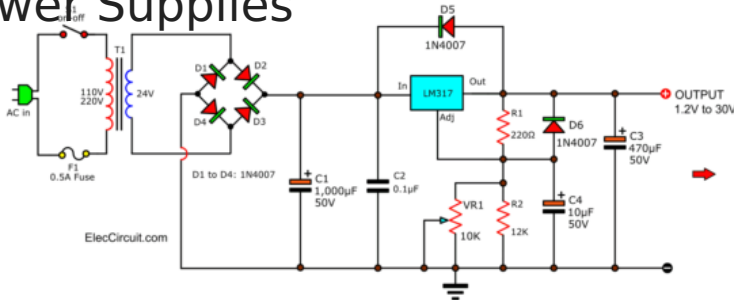 wer Supplies
on-off
T1
110V
220V
24V
AC in
F1
0.5A Fuse
D1
D2
D4
D3
D1 to D4: 1N4007
ElecCircuit.com
C1
1,000µF
50V
C2
0.1µF
D5
1N4007
In
LM317
Out
Adj
R1
220Ω
D6
1N4007
C3
470µF
50V
OUTPUT
1.2V to 30V
VR1
10K
R2
12K
C4
10µF
50V